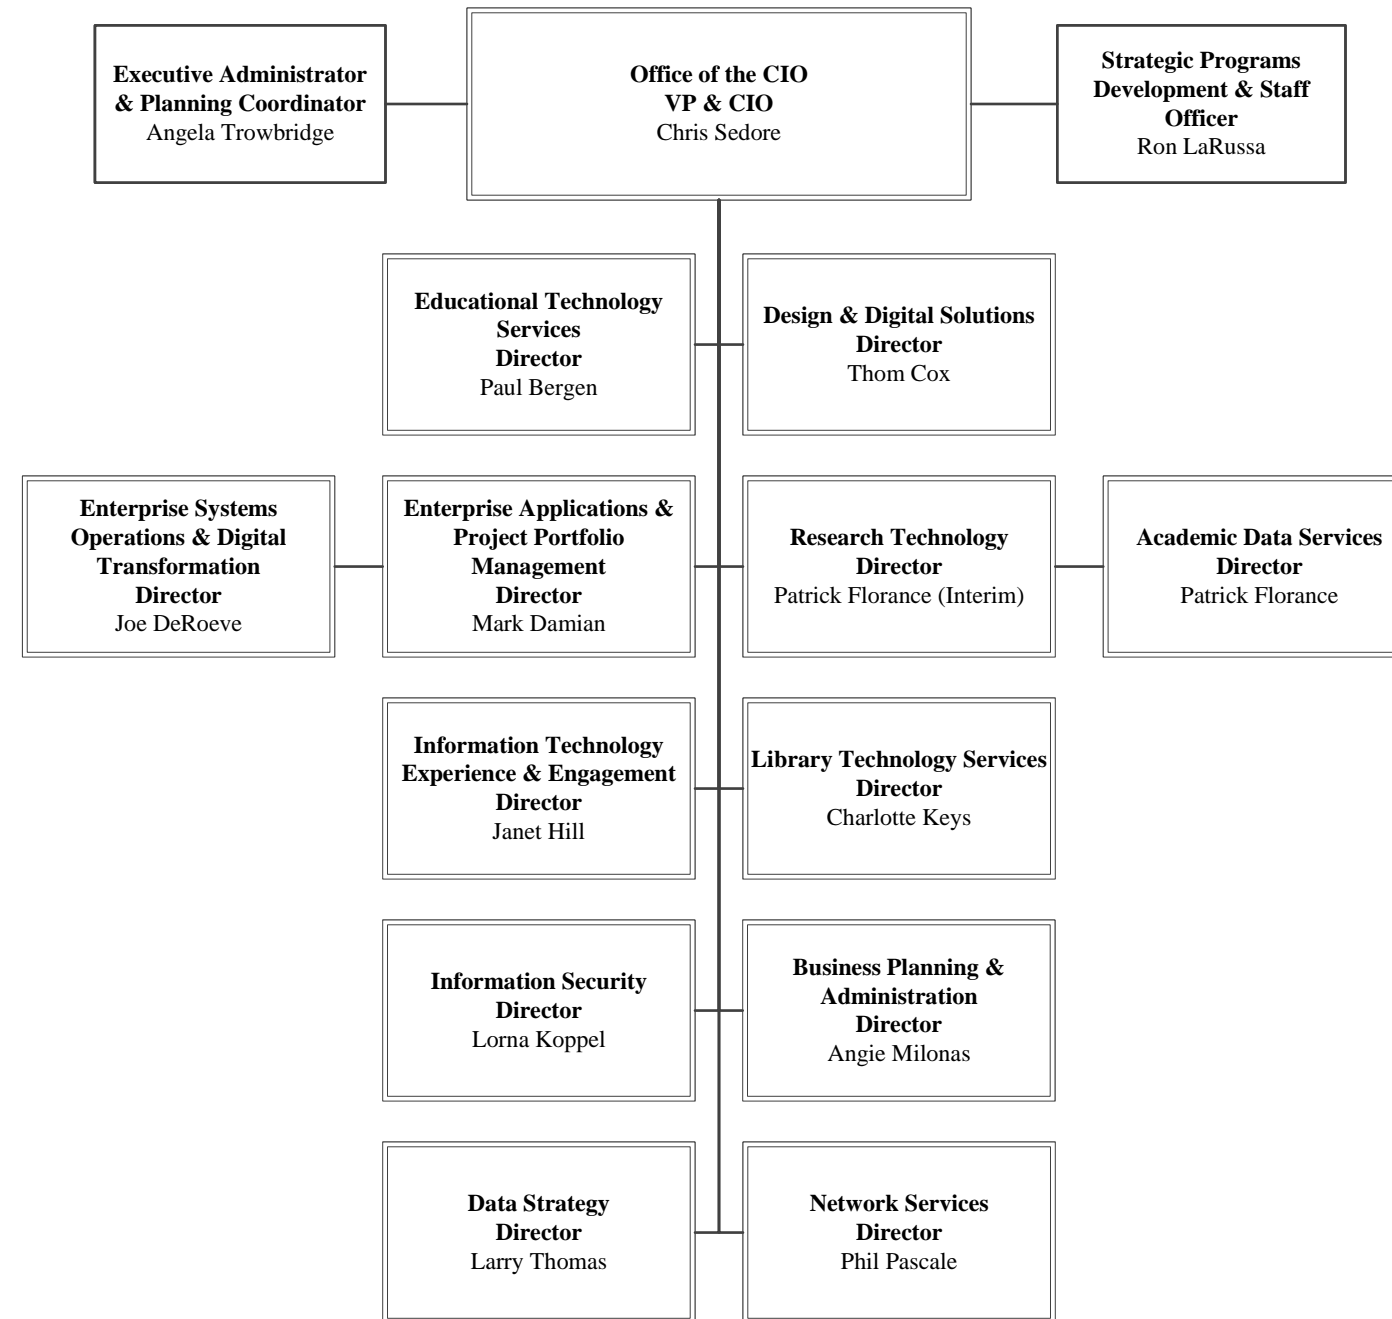 Executive Administrator
& Planning Coordinator
Angela Trowbridge
Office of the CIO
VP & CIO
Chris Sedore
Strategic Programs
Development & Staff
Officer
Ron LaRussa
Educational Technology
Services
Director
Paul Bergen
Design & Digital Solutions
Director
Thom Cox
Enterprise Systems
Operations & Digital
Transformation
Director
Joe DeRoeve
Enterprise Applications &
Project Portfolio
Management
Director
Mark Damian
Research Technology
Director
Patrick Florance (Interim)
Academic Data Services
Director
Patrick Florance
Information Technology
Experience & Engagement
Director
Janet Hill
Library Technology Services
Director
Charlotte Keys
Information Security
Director
Lorna Koppel
Business Planning &
Administration
Director
Angie Milonas
Data Strategy
Director
Larry Thomas
Network Services
Director
Phil Pascale